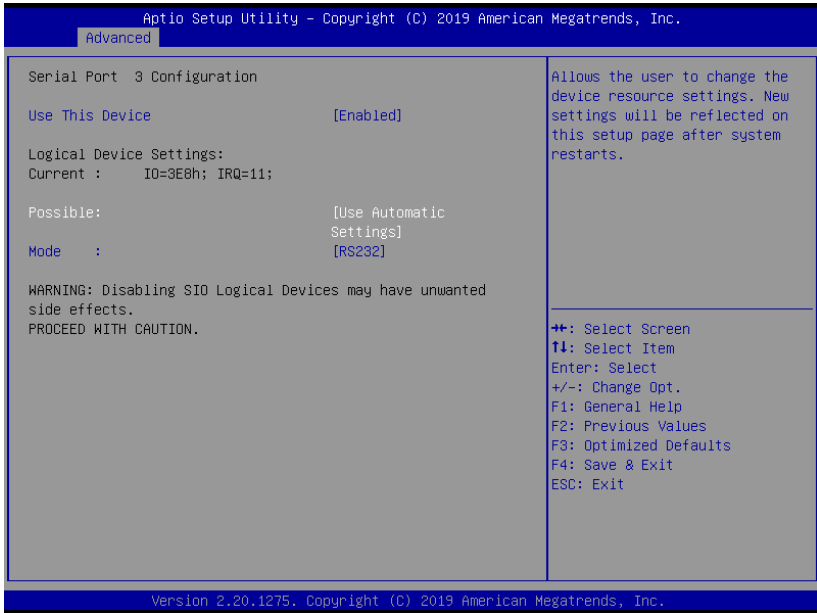 Aptio Setup Utility – Copyright (C) 2019 American Megatrends, Inc.
Advanced
Serial Port 3 Configuration
Use This Device [Enabled]
Logical Device Settings:
Current : IO=3E8h; IRQ=11;
Possible: [Use Automatic
Settings]
Mode : [RS232]
WARNING: Disabling SIO Logical Devices may have unwanted
side effects.
PROCEED WITH CAUTION.
Allows the user to change the
device resource settings. New
settings will be reflected on
this setup page after system
restarts.
→←: Select Screen
↑↓: Select Item
Enter: Select
+/-: Change Opt.
F1: General Help
F2: Previous Values
F3: Optimized Defaults
F4: Save & Exit
ESC: Exit
Version 2.20.1275. Copyright (C) 2019 American Megatrends, Inc.